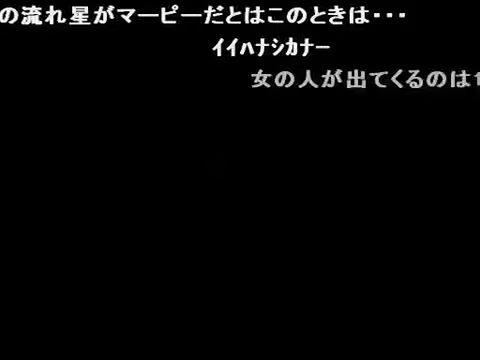 の流れ星がマーピーだとはこのときは・・・
ｲｲﾊﾅｼｶﾅｰ
女の人が出てくるのは